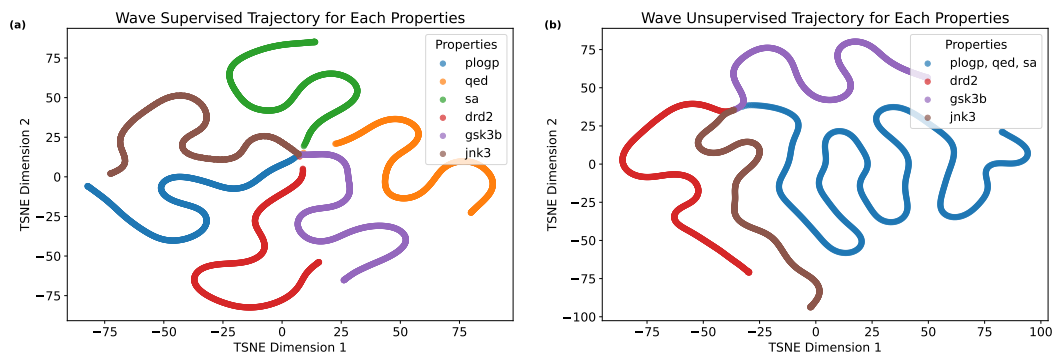 (a)
Wave Supervised Trajectory for Each Properties
Properties
plogp
qed
sa
drd2
gsk3b
jnk3
TSNE Dimension 2
75
50
25
0
−25
−50
−75
−75
−50
−25
0
25
50
75
TSNE Dimension 1
(b)
Wave Unsupervised Trajectory for Each Properties
Properties
plogp, qed, sa
drd2
gsk3b
jnk3
TSNE Dimension 2
75
50
25
0
−25
−50
−75
−100
−75
−50
−25
0
25
50
75
100
TSNE Dimension 1